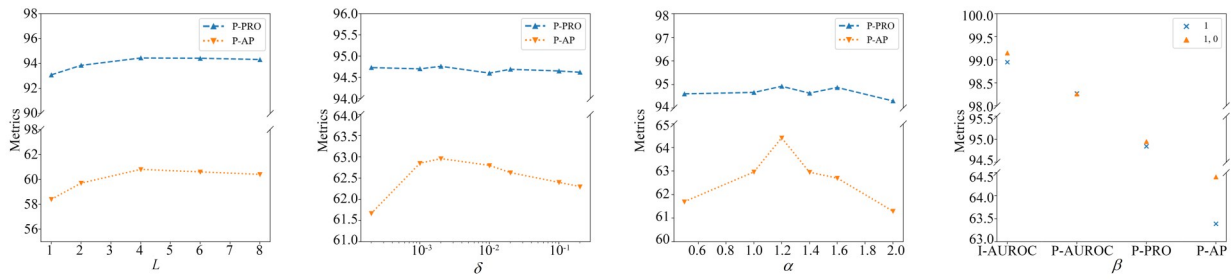 98
96
94
92
90
98
62
60
58
56
Metrics
P-PRO
P-AP
1 2 3 4 5 6 7 8
L
96.0
95.5
95.0
94.5
94.0
64.0
63.0
62.5
62.0
61.5
61.0
Metrics
P-PRO
P-AP
10⁻³ 10⁻² 10⁻¹
δ
98
97
96
95
94
65
64
63
62
61
60
Metrics
P-PRO
P-AP
0.6 0.8 1.0 1.2 1.4 1.6 1.8 2.0
α
100.0
99.5
99.0
98.5
98.0
95.5
95.0
94.5
64.5
64.0
63.5
63.0
Metrics
1
1, 0
I-AUROC P-AUROC P-PRO P-AP
β